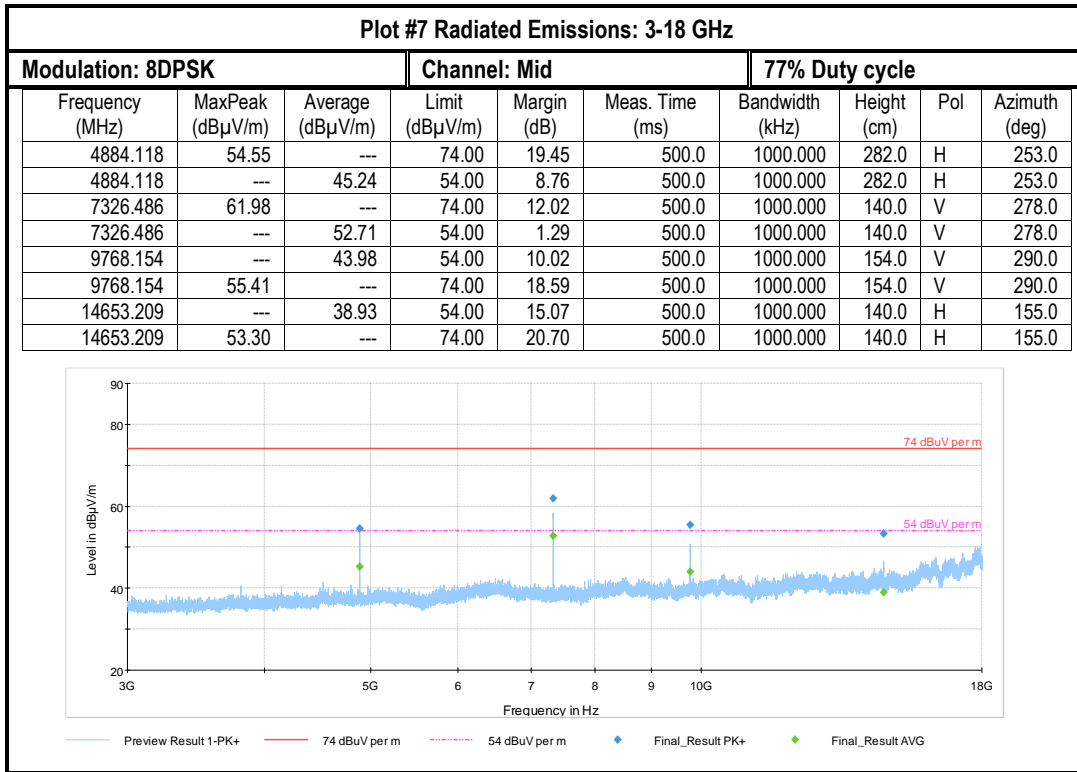 Plot #7 Radiated Emissions: 3-18 GHz
Modulation: 8DPSK Channel: Mid 77% Duty cycle
Frequency (MHz) MaxPeak (dBµV/m) Average (dBµV/m) Limit (dBµV/m) Margin (dB) Meas. Time (ms) Bandwidth (kHz) Height (cm) Pol Azimuth (deg)
4884.118 54.55 --- 74.00 19.45 500.0 1000.000 282.0 H 253.0
4884.118 --- 45.24 54.00 8.76 500.0 1000.000 282.0 H 253.0
7326.486 61.98 --- 74.00 12.02 500.0 1000.000 140.0 V 278.0
7326.486 --- 52.71 54.00 1.29 500.0 1000.000 140.0 V 278.0
9768.154 --- 43.98 54.00 10.02 500.0 1000.000 154.0 V 290.0
9768.154 55.41 --- 74.00 18.59 500.0 1000.000 154.0 V 290.0
14653.209 --- 38.93 54.00 15.07 500.0 1000.000 140.0 H 155.0
14653.209 53.30 --- 74.00 20.70 500.0 1000.000 140.0 H 155.0
90
80
74 dBuV per m
60
54 dBuV per m
Level in dBµV/m
40
20
3G 5G 6 7 8 9 10G 18G
Frequency in Hz
Preview Result 1-PK+ 74 dBuV per m 54 dBuV per m Final_Result PK+ Final_Result AVG